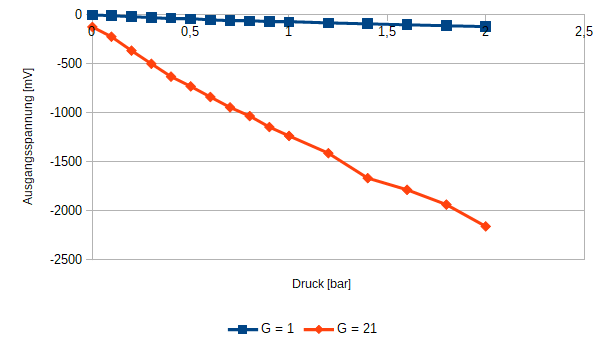 0
0 0,5 1 1,5 2 2,5
-500
-1000
-1500
-2000
-2500
Ausgangsspannung [mV]
Druck [bar]
G = 1 G = 21